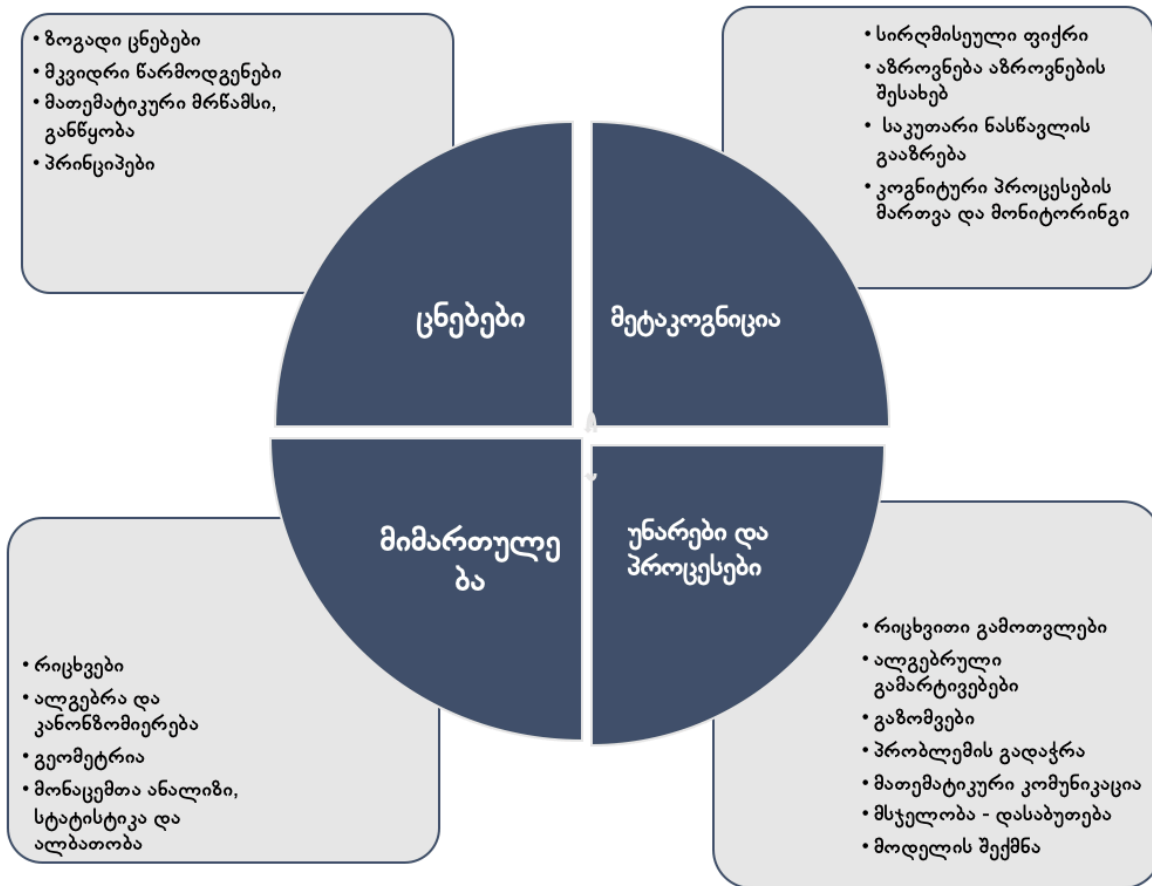 • ზოგადი ცნებები
• მკვიდრი წარმოდგენები
• მათემატიკური მრწამსი,
განწყობა
• პრინციპები
• სიღრმისეული ფიქრი
• აზროვნება აზროვნების
შესახებ
• საკუთარი ნასწავლის
გააზრება
• კოგნიტური პროცესების
მართვა და მონიტორინგი
ცნებები
მეტაკოგნიცია
მიმართულე
ბა
უნარები და
პროცესები
• რიცხვები
• ალგებრა და
კანონზომიერება
• გეომეტრია
• მონაცემთა ანალიზი,
სტატისტიკა და
ალბათობა
• რიცხვითი გამოთვლები
• ალგებრული
გამარტივებები
• გაზომვები
• პრობლემის გადაჭრა
• მათემატიკური კომუნიკაცია
• მსჯელობა - დასაბუთება
• მოდელის შექმნა